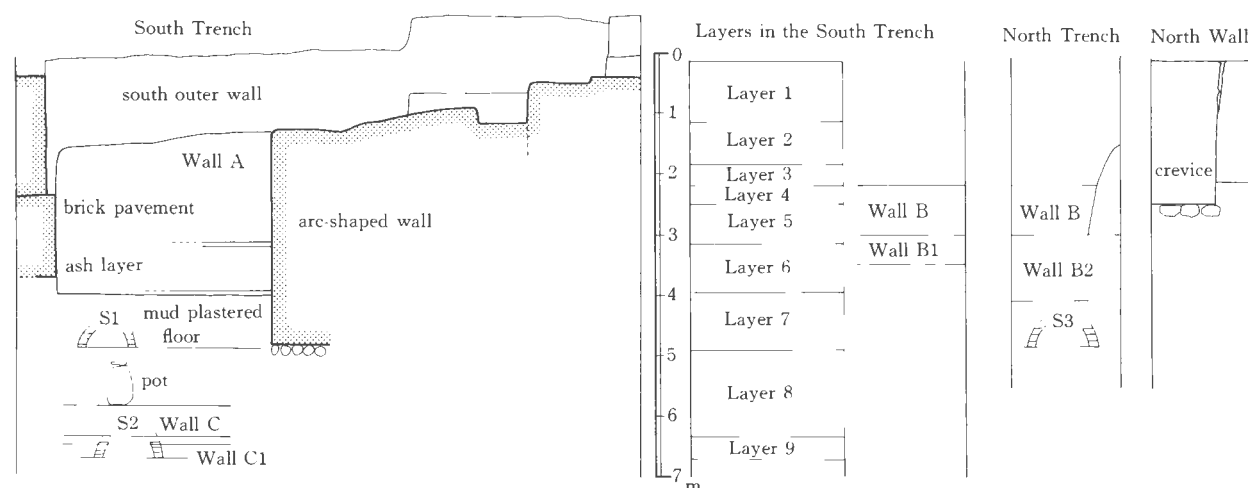 South Trench
south outer wall
Wall A
brick pavement
arc-shaped wall
ash layer
mud plastered
floor
S1
pot
S2
Wall C
Wall C1
0
1
2
3
4
5
6
7
m
Layers in the South Trench
Layer 1
Layer 2
Layer 3
Layer 4
Layer 5
Layer 6
Layer 7
Layer 8
Layer 9
Wall B
Wall B1
North Trench
Wall B
Wall B2
S3
North Wall
crevice